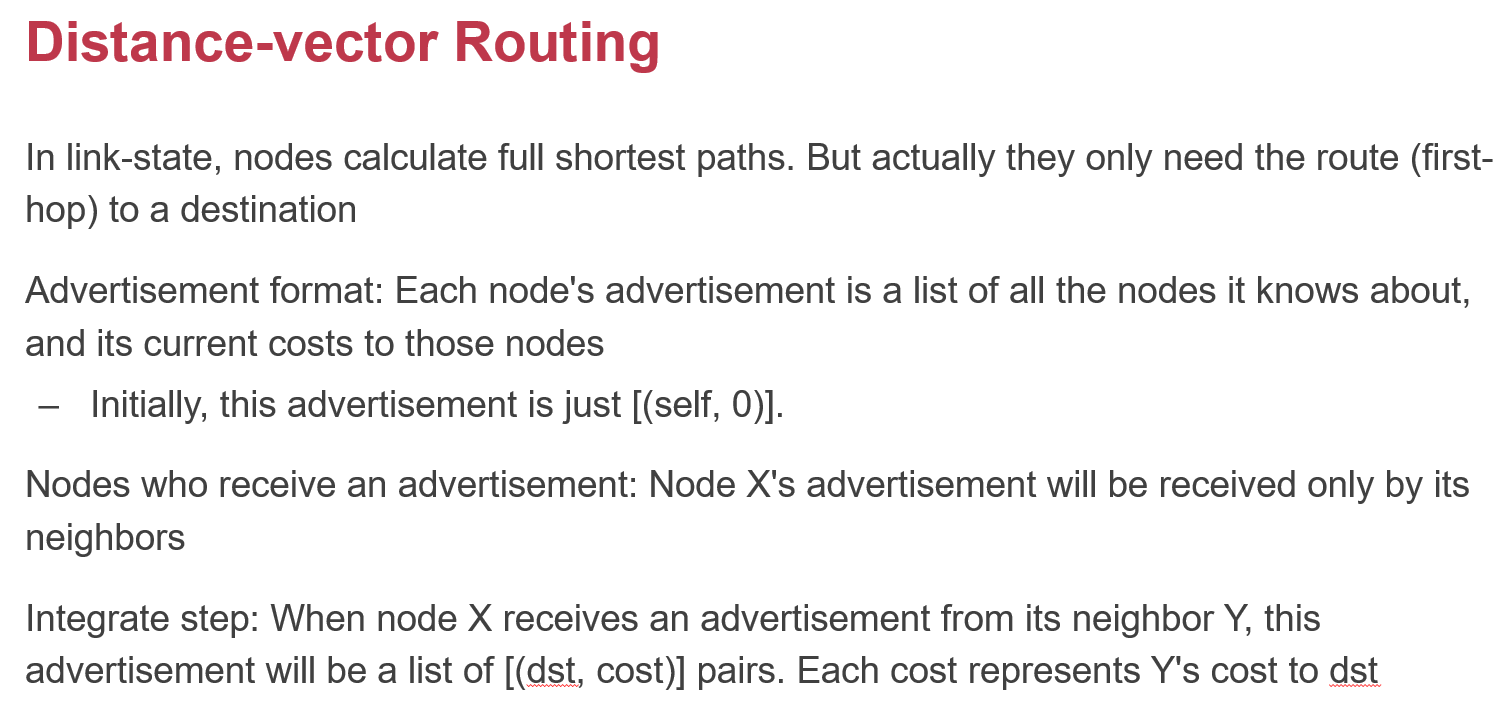 Distance-vector Routing
In link-state, nodes calculate full shortest paths. But actually they only need the route (first-
hop) to a destination
Advertisement format: Each node's advertisement is a list of all the nodes it knows about,
and its current costs to those nodes
– Initially, this advertisement is just [(self, 0)].
Nodes who receive an advertisement: Node X's advertisement will be received only by its
neighbors
Integrate step: When node X receives an advertisement from its neighbor Y, this
advertisement will be a list of [(dst, cost)] pairs. Each cost represents Y's cost to dst